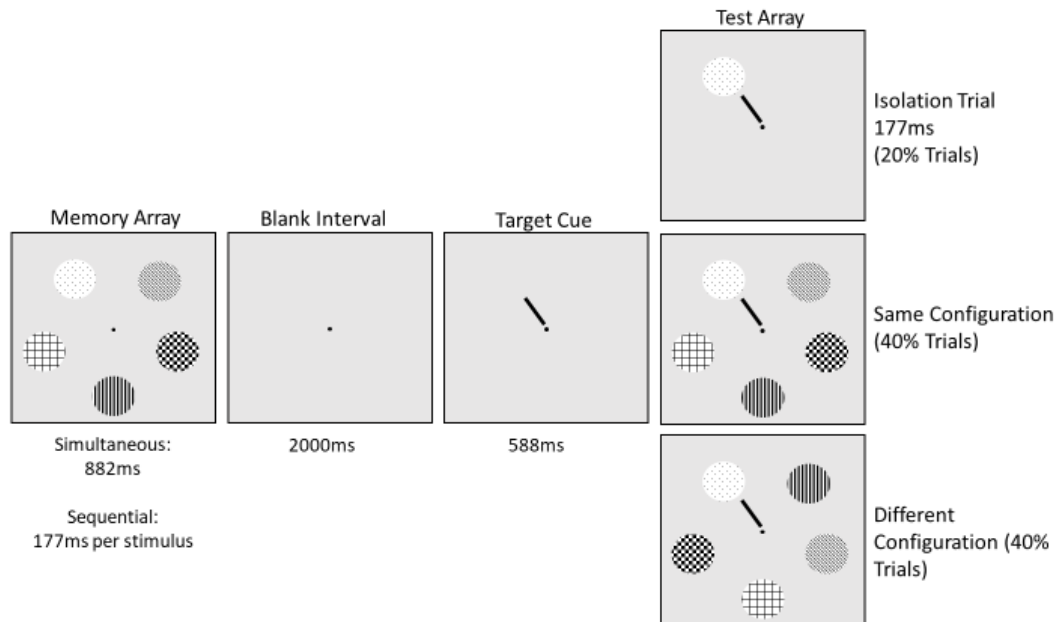 Test Array
Isolation Trial
177ms
(20% Trials)
Memory Array
Blank Interval
Target Cue
Same Configuration
(40% Trials)
Simultaneous:
882ms
2000ms
588ms
Sequential:
177ms per stimulus
Different
Configuration (40%
Trials)